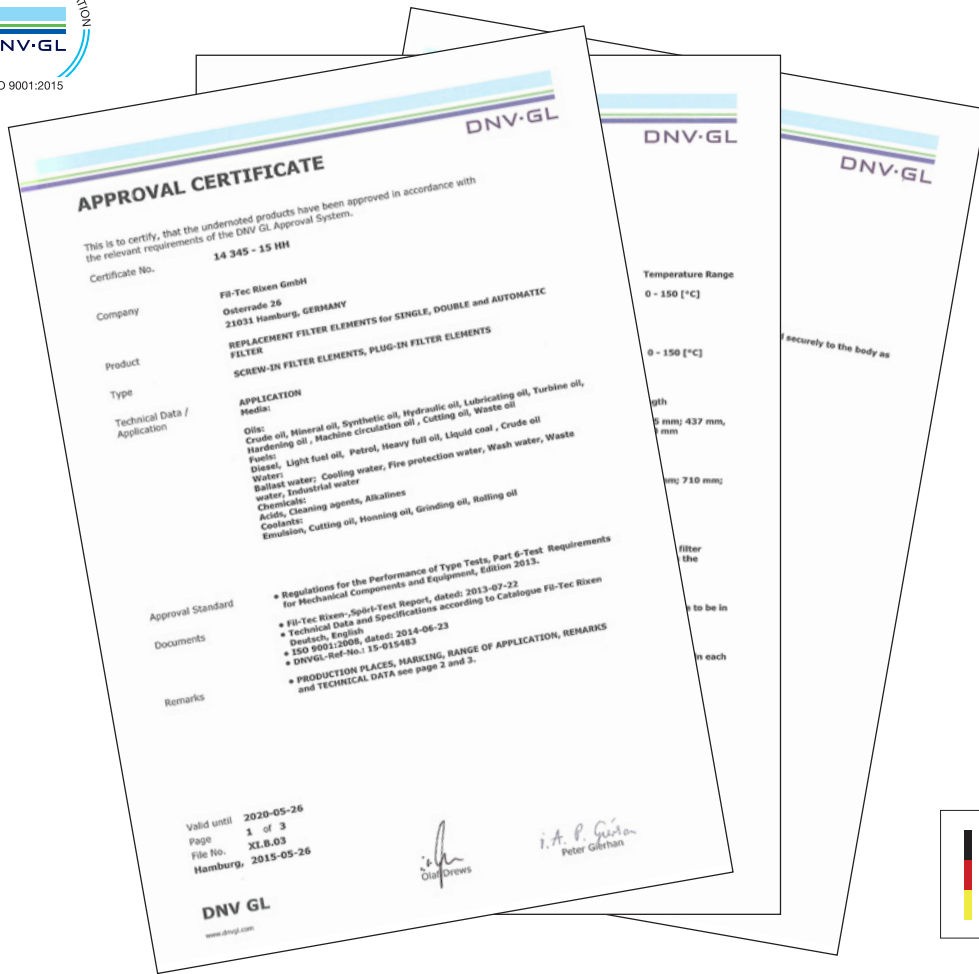 NV·GL
9001:2015
DNV·GL
APPROVAL CERTIFICATE
This is to certify, that the undernoted products have been approved in accordance with
the relevant requirements of the DNV GL Approval System.
Certificate No.
14 345 - 15 HH
Company
Fil-Tec Rixen GmbH
Osterrade 26
21031 Hamburg, GERMANY
Product
REPLACEMENT FILTER ELEMENTS for SINGLE, DOUBLE and AUTOMATIC
FILTER
Type
SCREW-IN FILTER ELEMENTS, PLUG-IN FILTER ELEMENTS
Technical Data /
Application
APPLICATION
Media:
Oils:
Crude oil, Mineral oil, Synthetic oil, Hydraulic oil, Lubricating oil, Turbine oil,
Hardening oil , Machine circulation oil , Cutting oil, Waste oil
Fuels:
Diesel, Light fuel oil, Petrol, Heavy full oil, Liquid coal , Crude oil
Water:
Ballast water; Cooling water, Fire protection water, Wash water, Waste
water, Industrial water
Chemicals:
Acids, Cleaning agents, Alkalines
Coolants:
Emulsion, Cutting oil, Honning oil, Grinding oil, Rolling oil
Approval Standard
• Regulations for the Performance of Type Tests, Part 6-Test Requirements
for Mechanical Components and Equipment, Edition 2013.
Documents
• Fil-Tec Rixen-,Spörl-Test Report, dated: 2013-07-22
• Technical Data and Specifications according to Catalogue Fil-Tec Rixen
Deutsch, English
• ISO 9001:2008, dated: 2014-06-23
• DNVGL-Ref-No.: 15-015483
Remarks
• PRODUCTION PLACES, MARKING, RANGE OF APPLICATION, REMARKS
and TECHNICAL DATA see page 2 and 3.
Valid until 2020-05-26
Page 1 of 3
File No. XI.B.03
Hamburg, 2015-05-26
Olaf Drews
i.A. P. Gierhan
Peter Gierhan
DNV GL
www.dnvgl.com
DNV·GL
Temperature Range
0 - 150 [°C]
0 - 150 [°C]
gth
5 mm; 437 mm,
mm
mm; 710 mm;
filter
the
to be in
n each
DNV·GL
securely to the body as